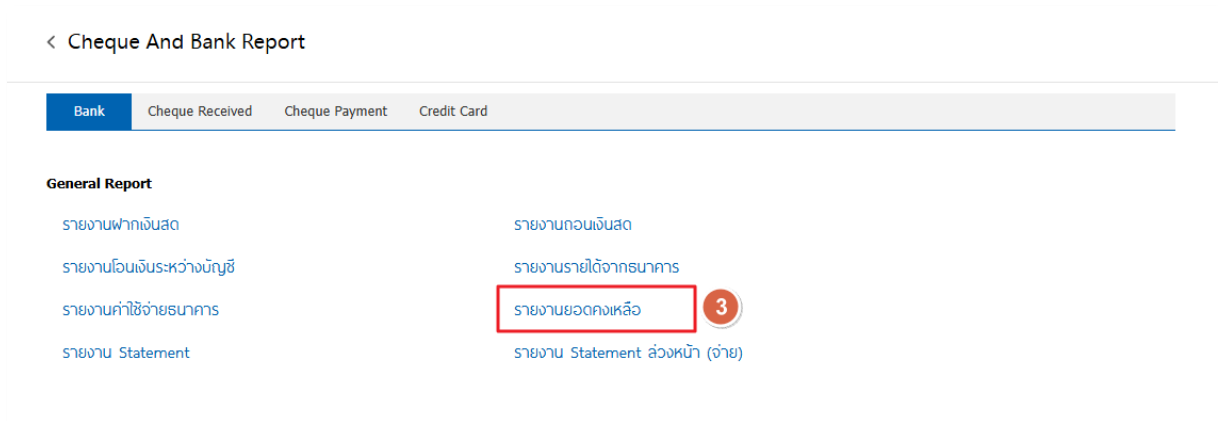 < Cheque And Bank Report
Bank Cheque Received Cheque Payment Credit Card
General Report
รายงานฝากเงินสด รายงานถอนเงินสด
รายงานโอนเงินระหว่างบัญชี รายงานรายได้จากธนาคาร
รายงานค่าใช้จ่ายธนาคาร รายงานยอดคงเหลือ 3
รายงาน Statement รายงาน Statement ล่วงหน้า (จ่าย)